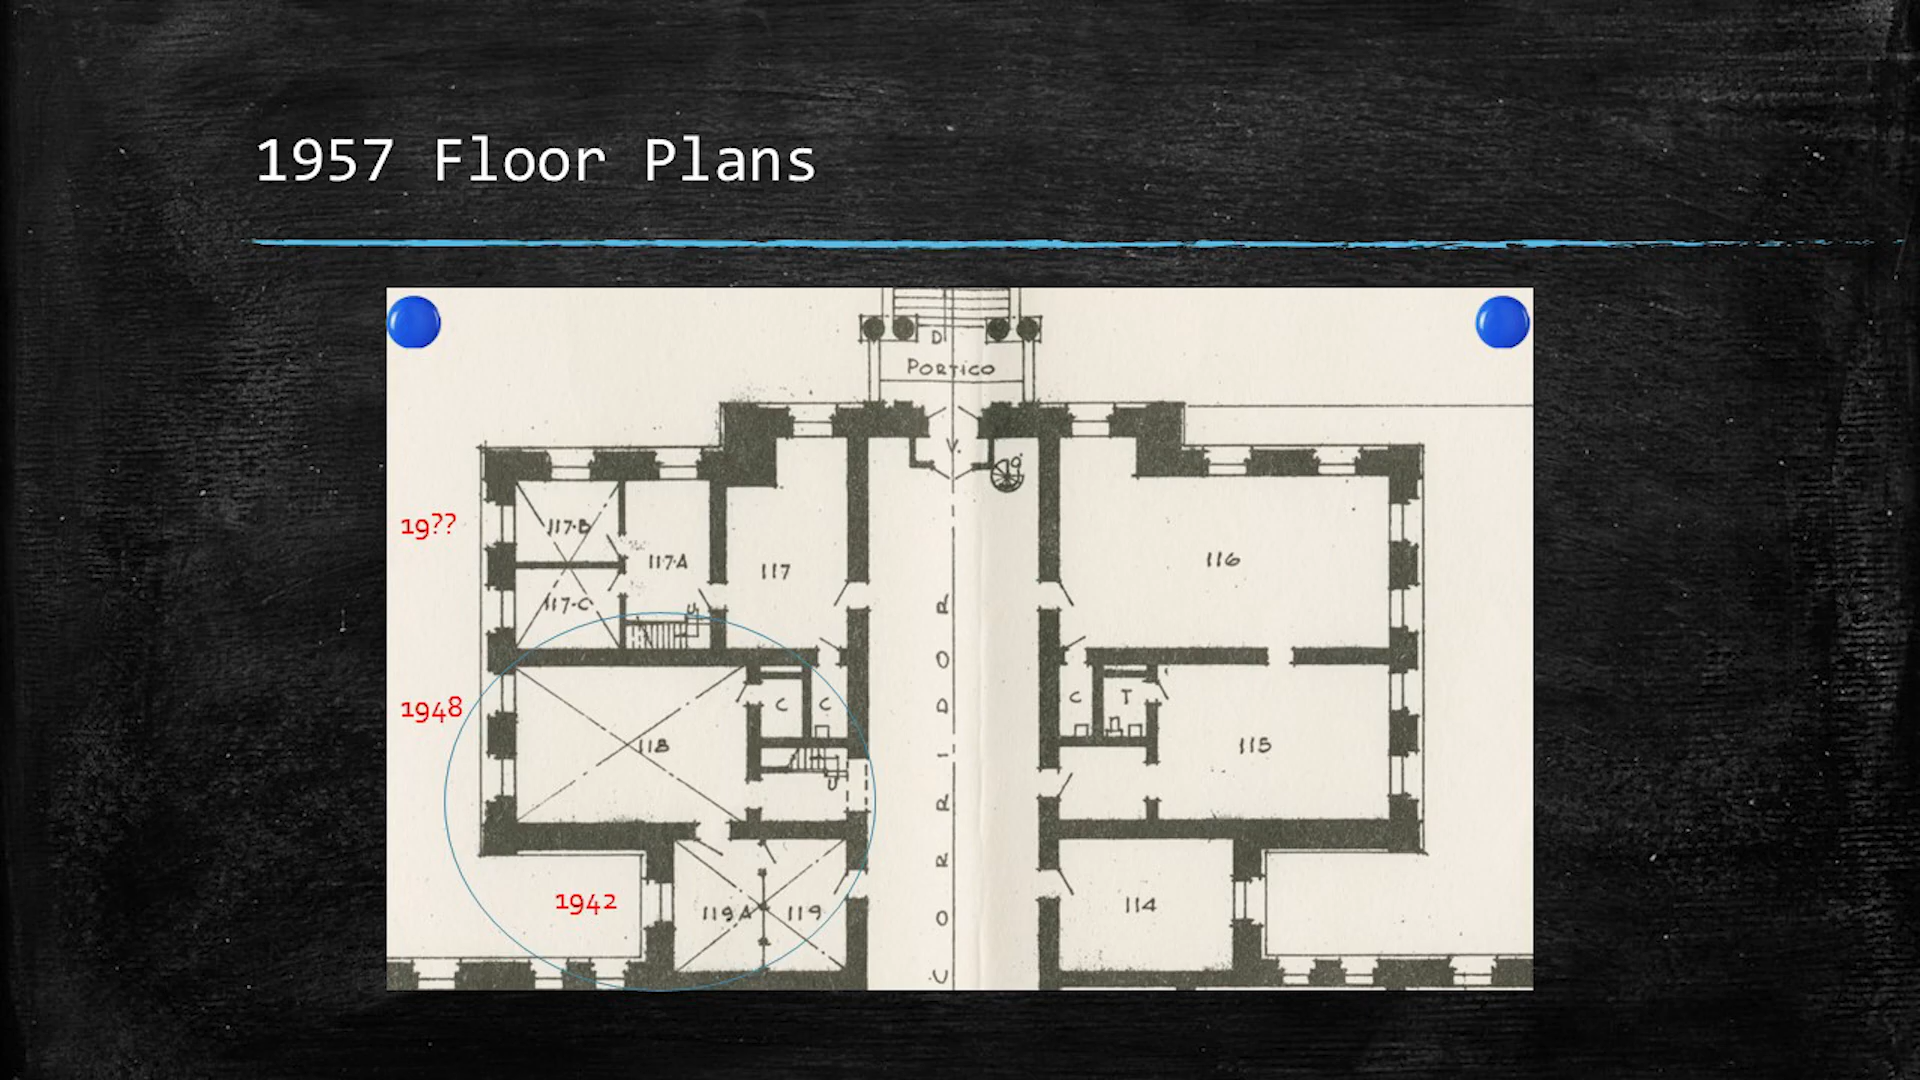 1957 Floor Plans
D
PORTICO
19??
117-B
117-A
117
116
117-C
U
1948
118
C
C
C
T
115
U
1942
119A
119
114
CORRIDOR